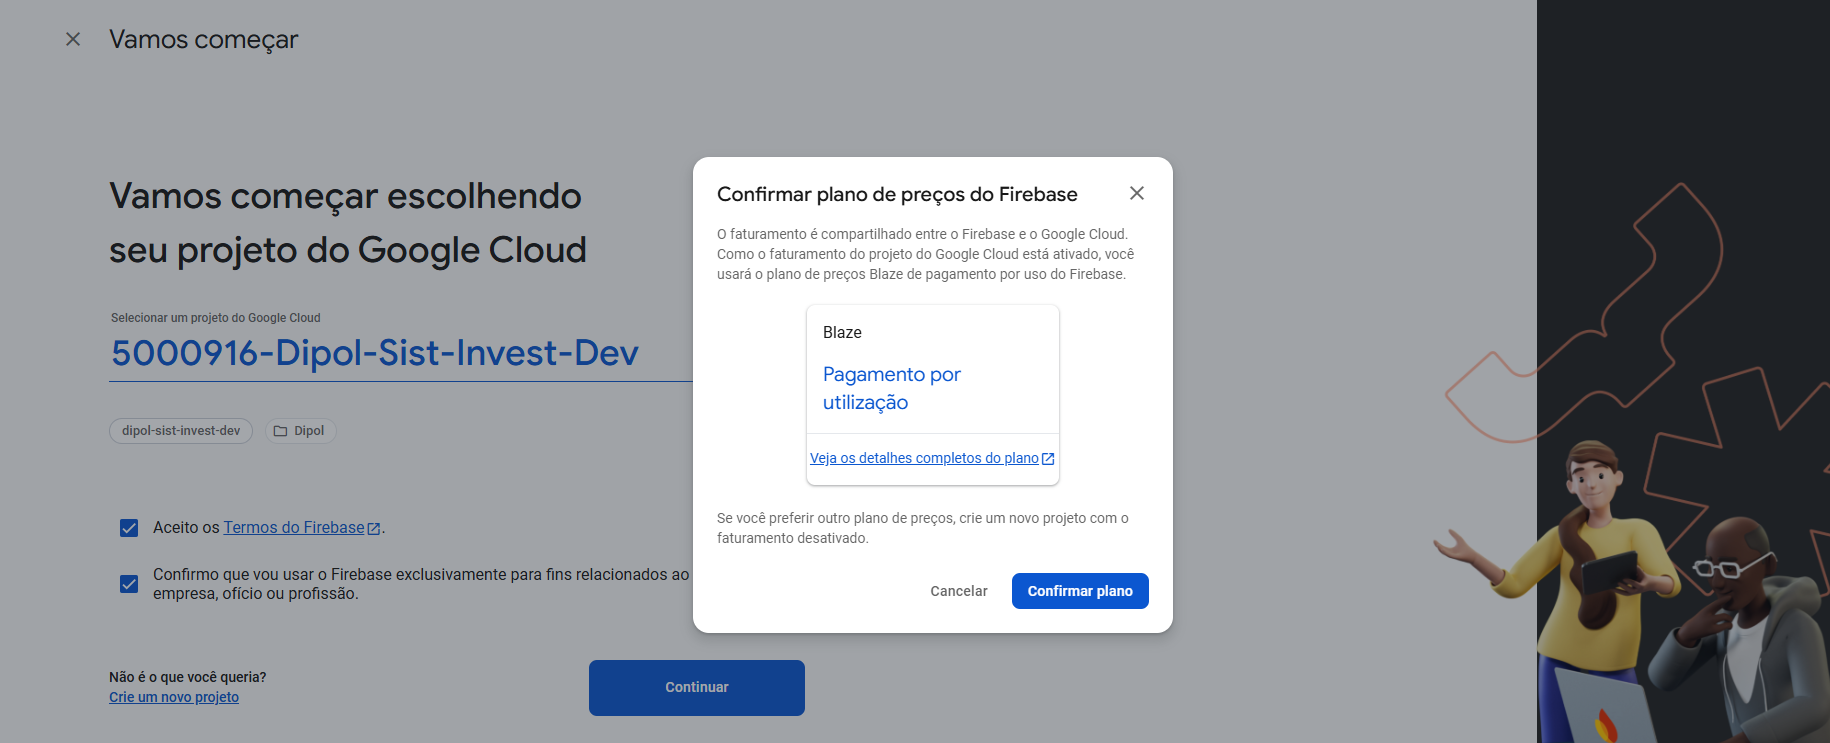 Vamos começar
Vamos começar escolhendo
seu projeto do Google Cloud
Selecionar um projeto do Google Cloud
5000916-Dipol-Sist-Invest-Dev
dipol-sist-invest-dev
Dipol
Aceito os Termos do Firebase.
Confirmo que vou usar o Firebase exclusivamente para fins relacionados ao
empresa, ofício ou profissão.
Não é o que você queria?
Crie um novo projeto
Continuar
Confirmar plano de preços do Firebase
O faturamento é compartilhado entre o Firebase e o Google Cloud.
Como o faturamento do projeto do Google Cloud está ativado, você
usará o plano de preços Blaze de pagamento por uso do Firebase.
Blaze
Pagamento por
utilização
Veja os detalhes completos do plano
Se você preferir outro plano de preços, crie um novo projeto com o
faturamento desativado.
Cancelar
Confirmar plano